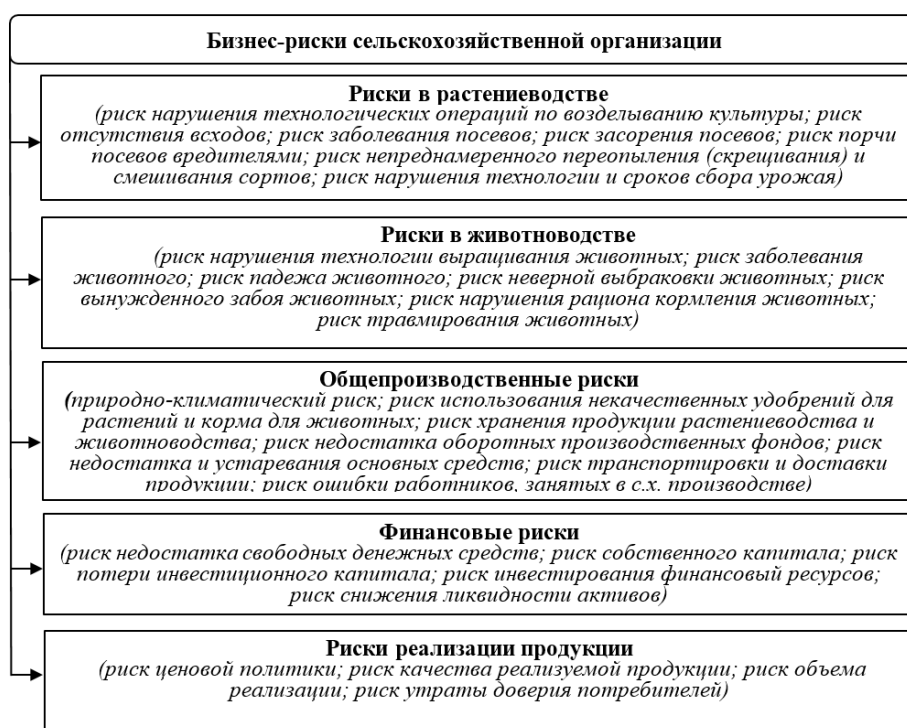 Бизнес-риски сельскохозяйственной организации
Риски в растениеводстве
(риск нарушения технологических операций по возделыванию культуры; риск
отсутствия всходов; риск заболевания посевов; риск засорения посевов; риск порчи
посевов вредителями; риск непреднамеренного переопыления (скрещивания) и
смешивания сортов; риск нарушения технологии и сроков сбора урожая)
Риски в животноводстве
(риск нарушения технологии выращивания животных; риск заболевания
животного; риск падежа животного; риск неверной выбраковки животных; риск
вынужденного забоя животных; риск нарушения рациона кормления животных;
риск травмирования животных)
Общепроизводственные риски
(природно-климатический риск; риск использования некачественных удобрений для
растений и корма для животных; риск хранения продукции растениеводства и
животноводства; риск недостатка оборотных производственных фондов; риск
недостатка и устаревания основных средств; риск транспортировки и доставки
продукции; риск ошибки работников, занятых в с.х. производстве)
Финансовые риски
(риск недостатка свободных денежных средств; риск собственного капитала; риск
потери инвестиционного капитала; риск инвестирования финансовый ресурсов;
риск снижения ликвидности активов)
Риски реализации продукции
(риск ценовой политики; риск качества реализуемой продукции; риск объема
реализации; риск утраты доверия потребителей)